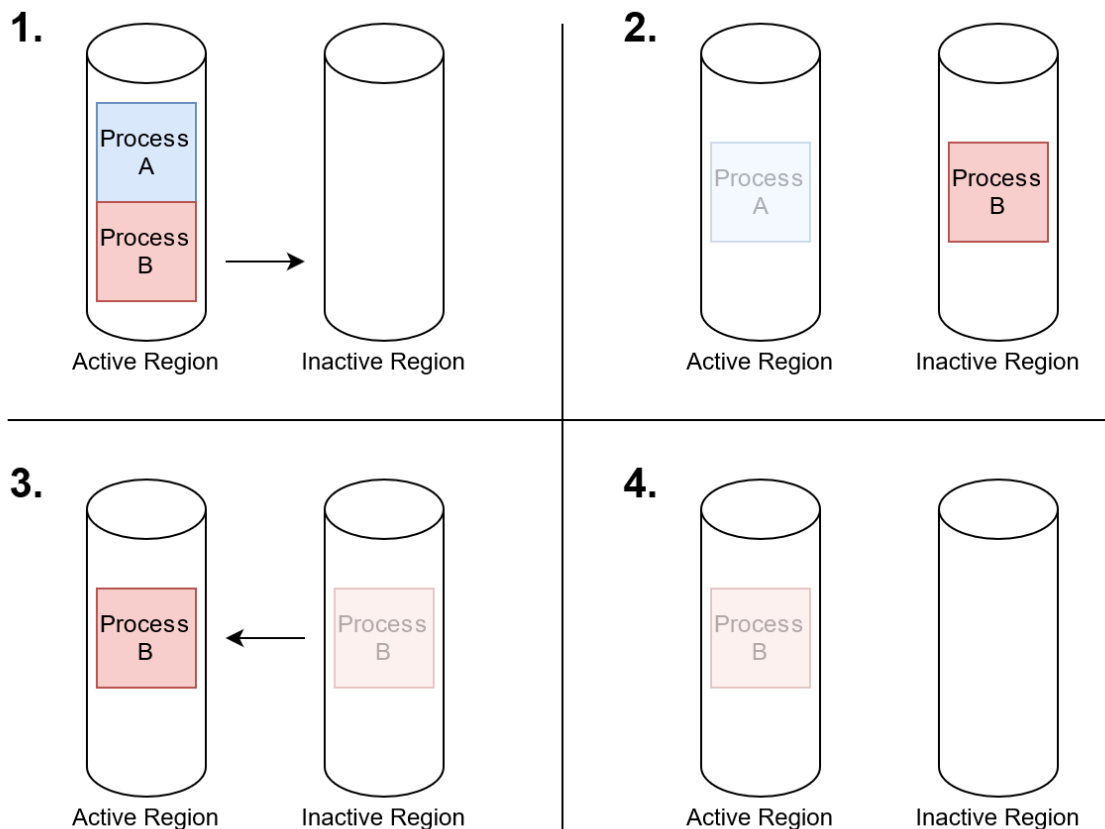 1.
Process
A
Process
B
Active Region
Inactive Region
2.
Process
A
Process
B
Active Region
Inactive Region
3.
Process
B
Process
B
Active Region
Inactive Region
4.
Process
B
Active Region
Inactive Region